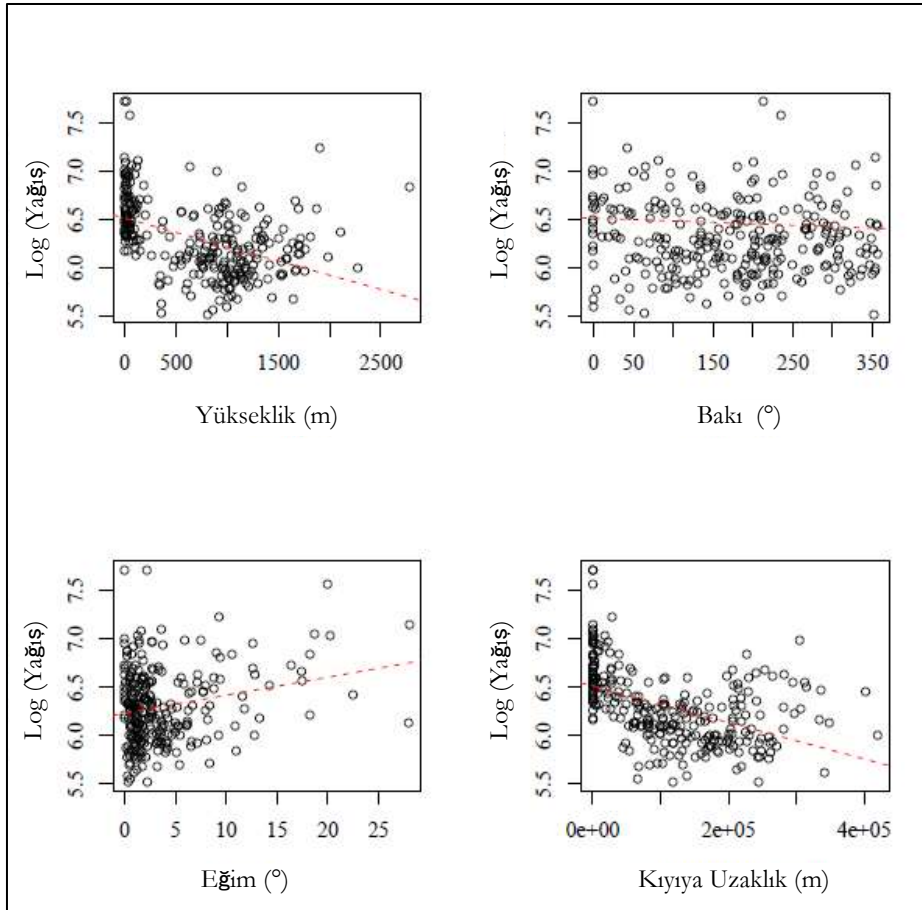 Log (Yağış)
7.5
7.0
6.5
6.0
5.5
0 500 1500 2500
Yükseklik (m)
Log (Yağış)
7.5
7.0
6.5
6.0
5.5
0 50 150 250 350
Bakı (°)
Log (Yağış)
7.5
7.0
6.5
6.0
5.5
0 5 10 15 20 25
Eğim (°)
Log (Yağış)
7.5
7.0
6.5
6.0
5.5
0e+00 2e+05 4e+05
Kıyıya Uzaklık (m)